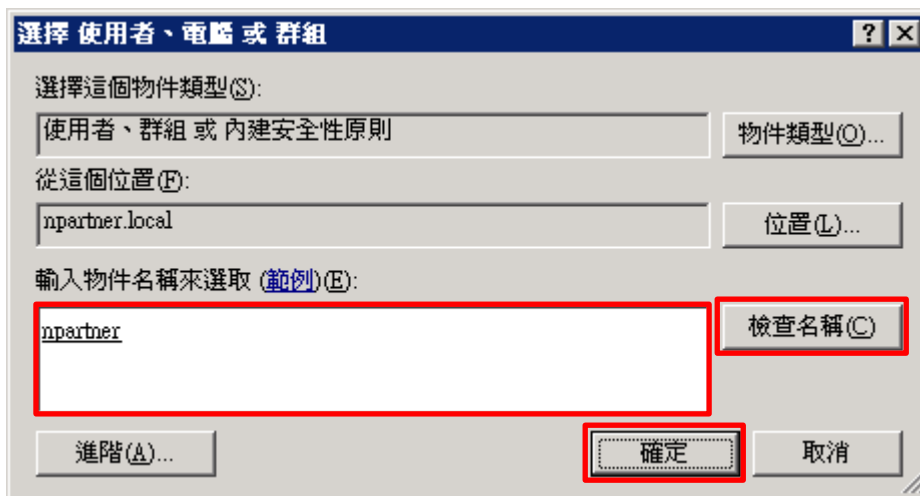 選擇 使用者、電腦 或 群組
選擇這個物件類型(S):
使用者、群組 或 內建安全性原則
物件類型(O)...
從這個位置(F):
npartner.local
位置(L)...
輸入物件名稱來選取 (範例)(E):
npartner
檢查名稱(C)
進階(A)...
確定
取消